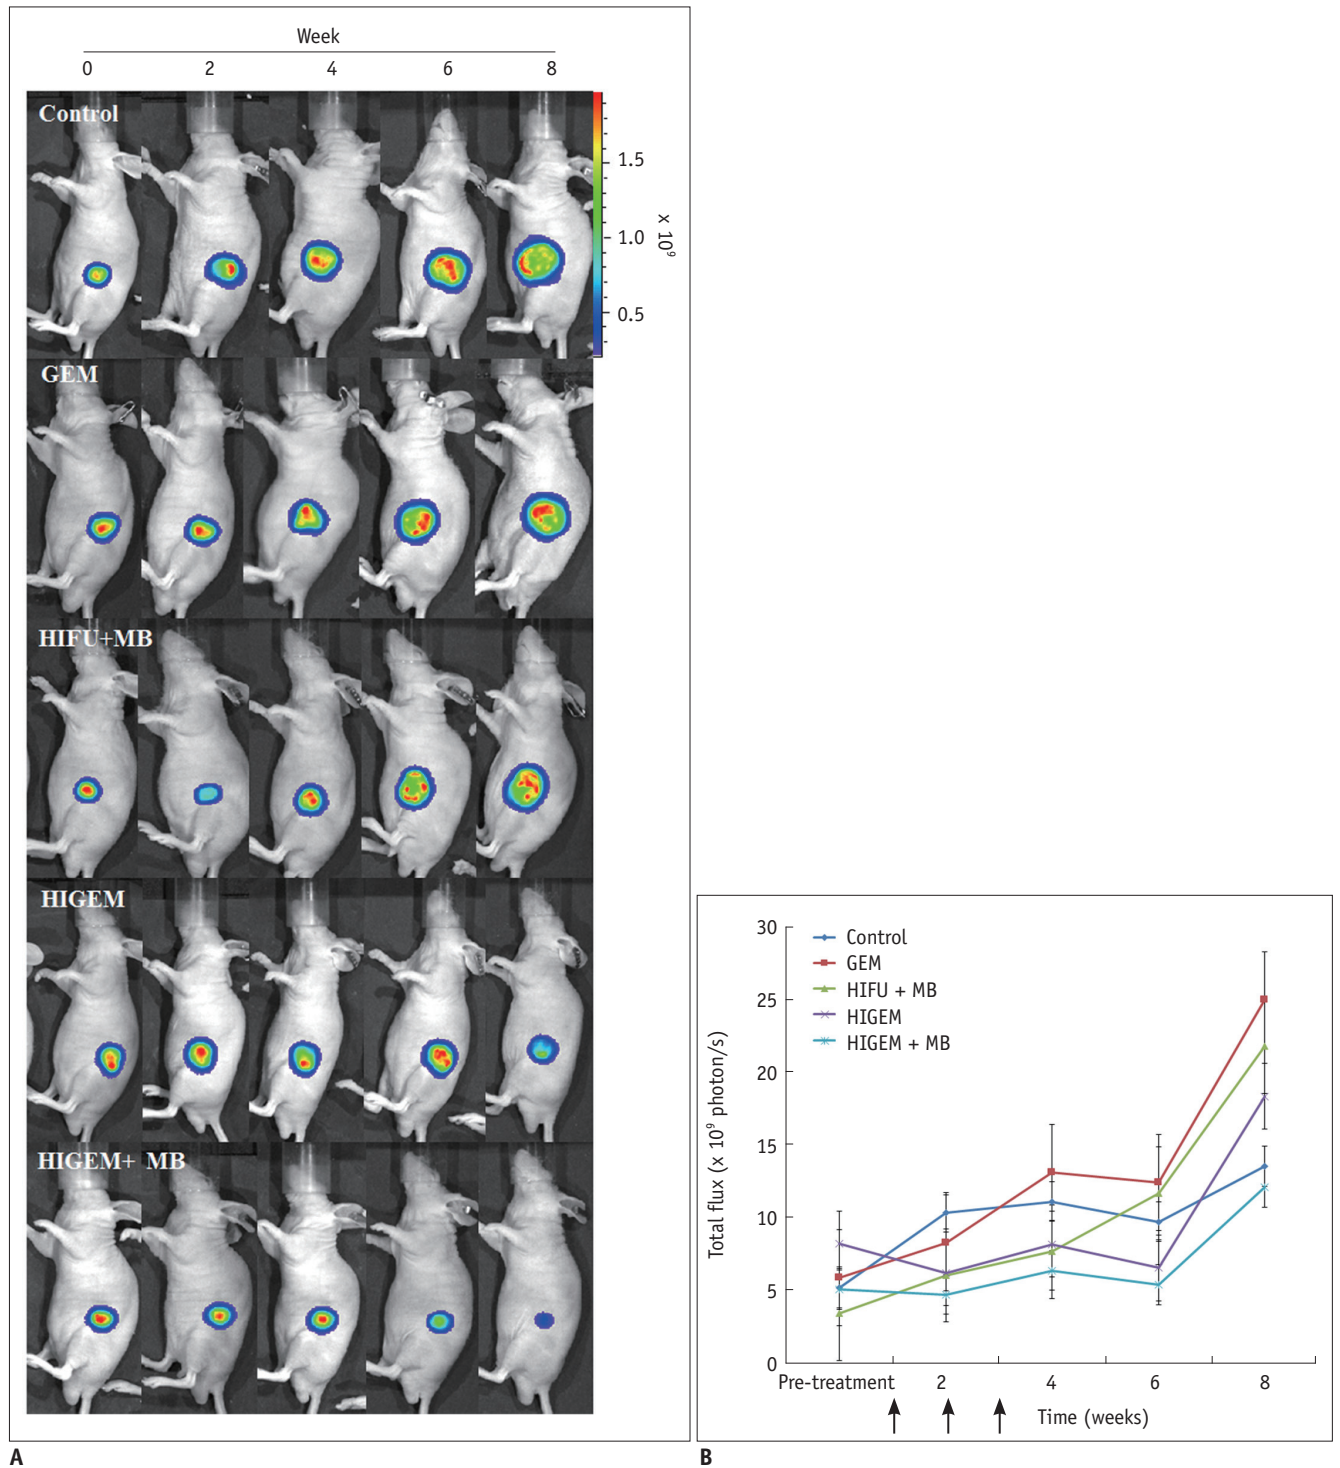 Week
0 2 4 6 8
Control
1.5
1.0
0.5
x 10⁹
GEM
HIFU+MB
HIGEM
HIGEM+ MB
A
30
25
20
15
10
5
0
Total flux (x 10⁹ photon/s)
Control
GEM
HIFU + MB
HIGEM
HIGEM + MB
Pre-treatment 2 4 6 8
Time (weeks)
B